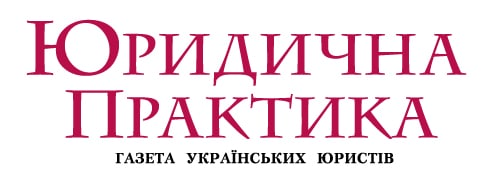 Юридична
Практика
ГАЗЕТА УКРАЇНСЬКИХ ЮРИСТІВ